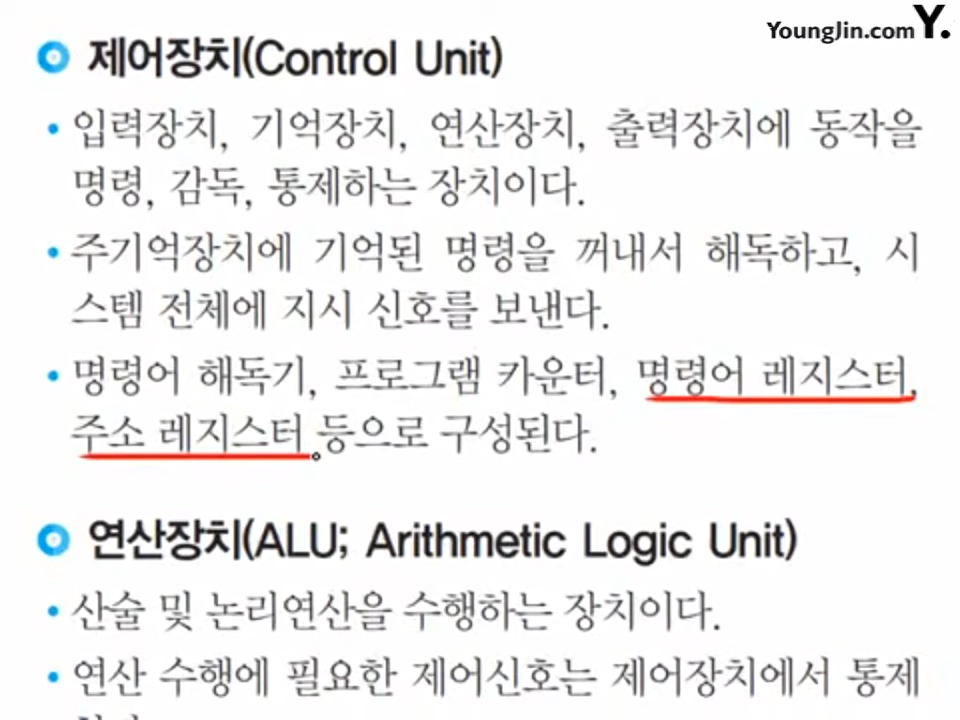 YoungJin.com Y.
제어장치(Control Unit)
• 입력장치, 기억장치, 연산장치, 출력장치에 동작을
명령, 감독, 통제하는 장치이다.
• 주기억장치에 기억된 명령을 꺼내서 해독하고, 시
스템 전체에 지시 신호를 보낸다.
• 명령어 해독기, 프로그램 카운터, 명령어 레지스터,
주소 레지스터 등으로 구성된다.
연산장치(ALU; Arithmetic Logic Unit)
• 산술 및 논리연산을 수행하는 장치이다.
• 연산 수행에 필요한 제어신호는 제어장치에서 통제